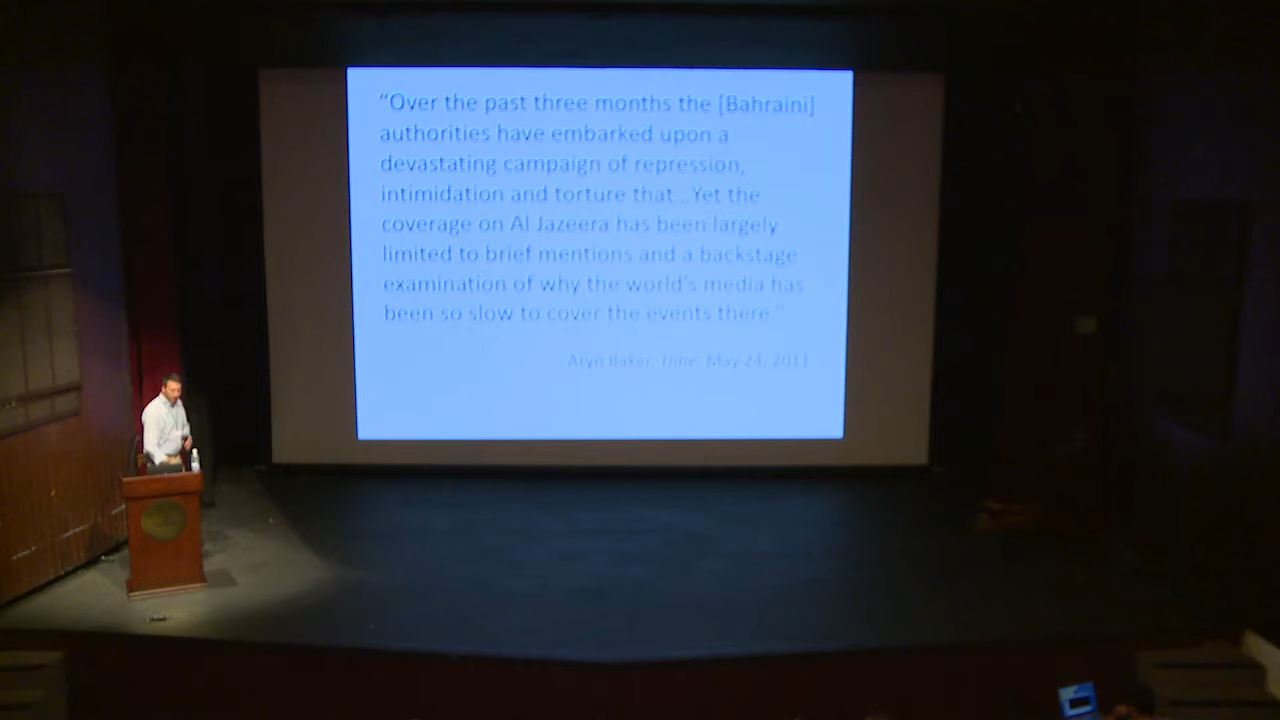 “Over the past three months the [Bahraini]
authorities have embarked upon a
devastating campaign of repression,
intimidation and torture that...Yet the
coverage on Al Jazeera has been largely
limited to brief mentions and a backstage
examination of why the world's media has
been so slow to cover the events there.”
Aryn Baker, Time, May 24, 2011